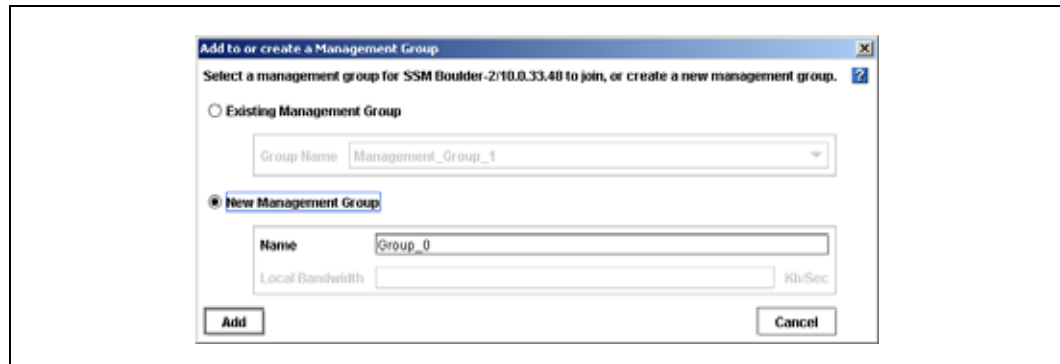 Add to or create a Management Group
Select a management group for SSM Boulder-2/10.0.33.48 to join, or create a new management group.
?
Existing Management Group
Group Name Management_Group_1
New Management Group
Name Group_0
Local Bandwidth Kb/Sec
Add Cancel